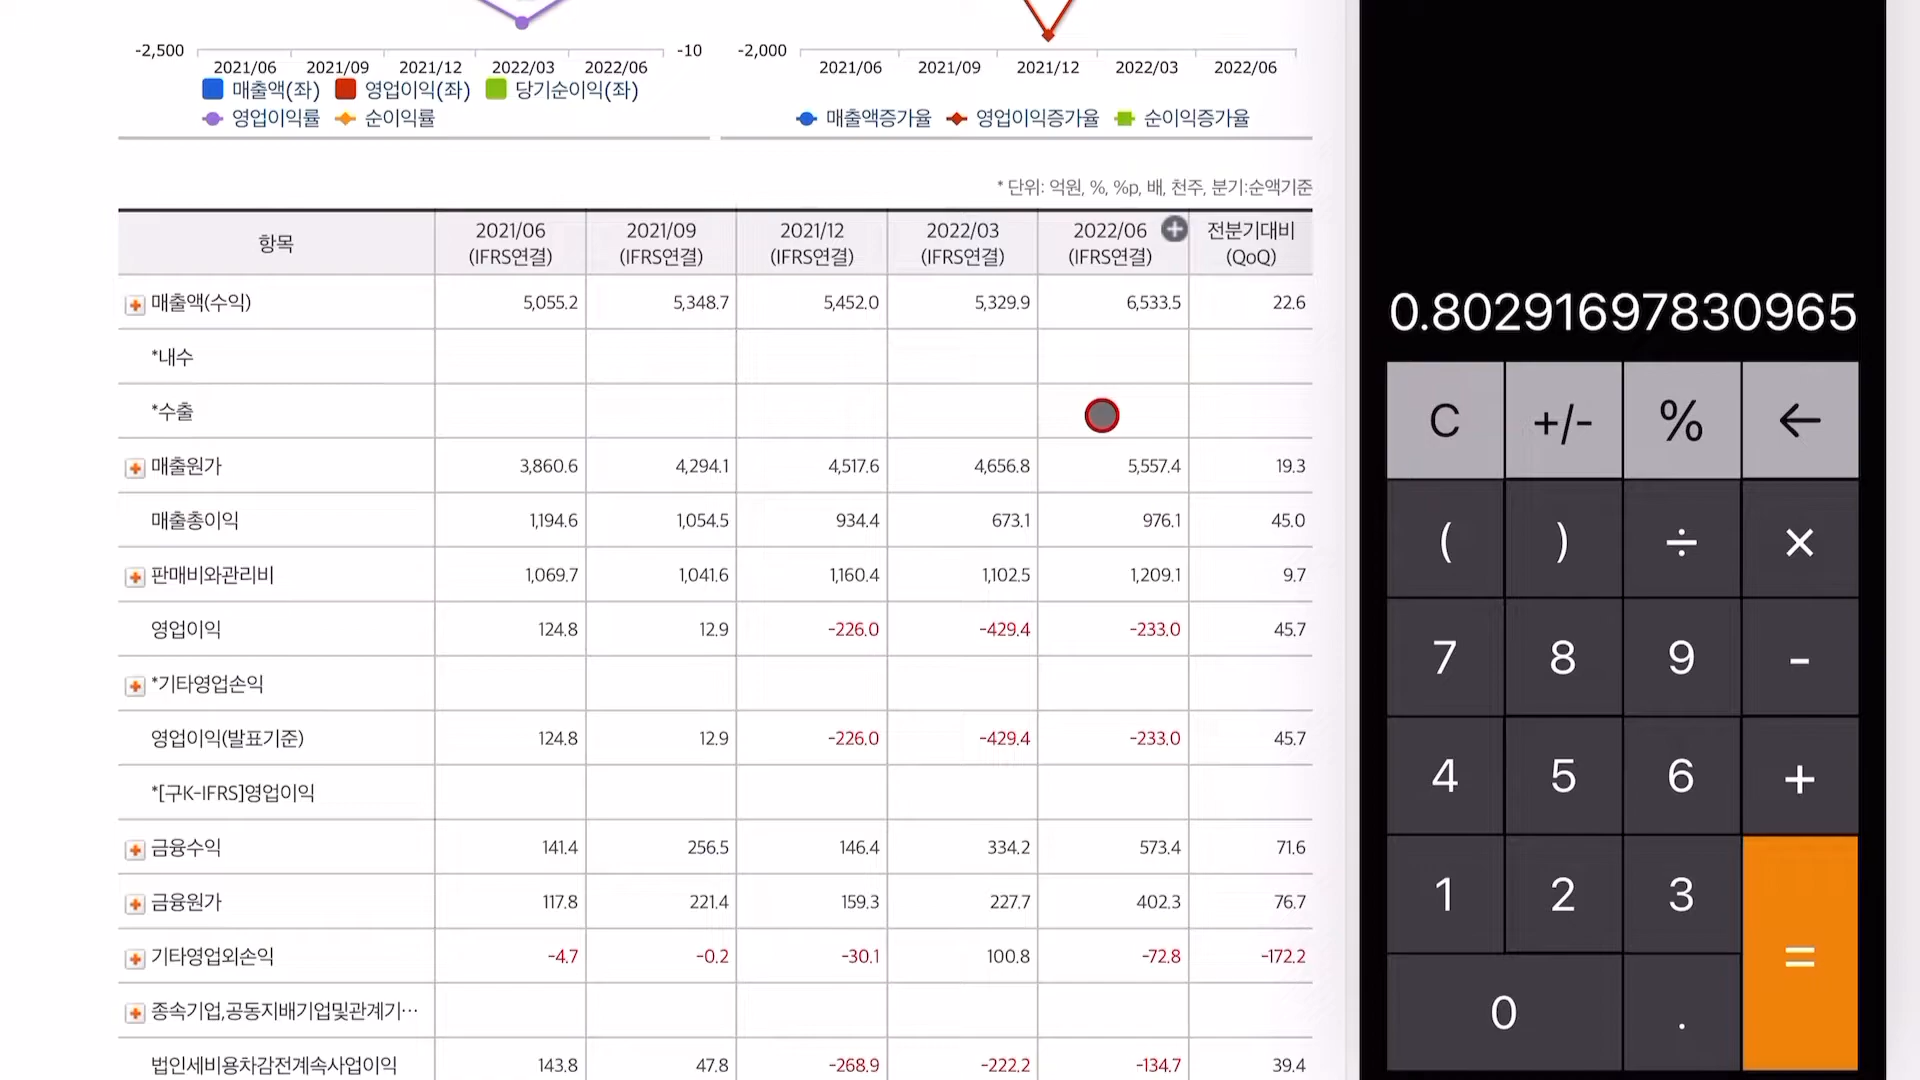 -2,500 -10 -2,000
2021/06 2021/09 2021/12 2022/03 2022/06
2021/06 2021/09 2021/12 2022/03 2022/06
매출액(좌) 영업이익(좌) 당기순이익(좌)
영업이익률 순이익률
매출액증가율 영업이익증가율 순이익증가율
* 단위: 억원, %, %p, 배, 천주, 분기:순액기준
항목 2021/06 (IFRS연결) 2021/09 (IFRS연결) 2021/12 (IFRS연결) 2022/03 (IFRS연결) 2022/06 (IFRS연결) 전분기대비 (QoQ)
매출액(수익) 5,055.2 5,348.7 5,452.0 5,329.9 6,533.5 22.6
*내수
*수출
매출원가 3,860.6 4,294.1 4,517.6 4,656.8 5,557.4 19.3
매출총이익 1,194.6 1,054.5 934.4 673.1 976.1 45.0
판매비와관리비 1,069.7 1,041.6 1,160.4 1,102.5 1,209.1 9.7
영업이익 124.8 12.9 -226.0 -429.4 -233.0 45.7
*기타영업손익
영업이익(발표기준) 124.8 12.9 -226.0 -429.4 -233.0 45.7
*[구K-IFRS]영업이익
금융수익 141.4 256.5 146.4 334.2 573.4 71.6
금융원가 117.8 221.4 159.3 227.7 402.3 76.7
기타영업외손익 -4.7 -0.2 -30.1 100.8 -72.8 -172.2
종속기업,공동지배기업및관계기…
법인세비용차감전계속사업이익 143.8 47.8 -268.9 -222.2 -134.7 39.4
0.80291697830965
C +/- % ←
( ) ÷ ×
7 8 9 -
4 5 6 +
1 2 3 =
0 .